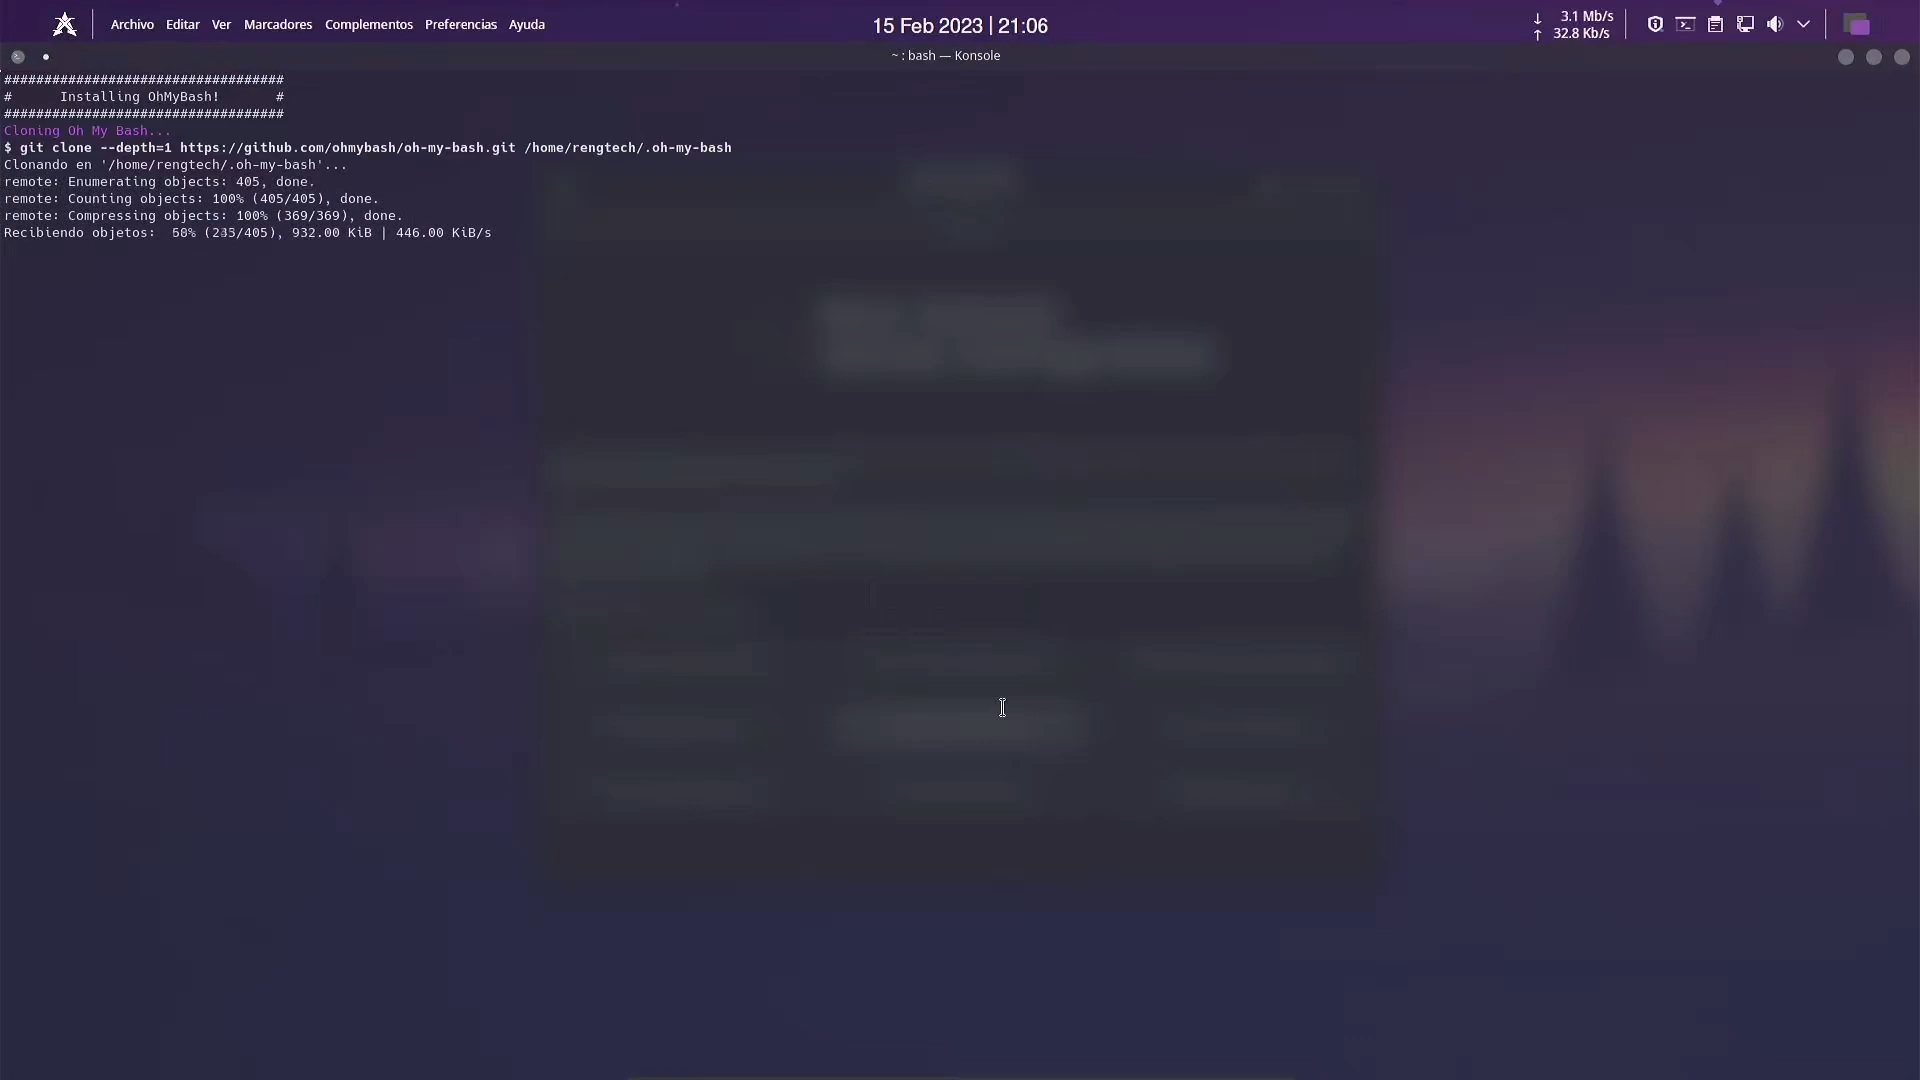 Archivo Editar Ver Marcadores Complementos Preferencias Ayuda
15 Feb 2023 | 21:06
↓ 3.1 Mb/s
↑ 32.8 Kb/s
~ : bash — Konsole
###################################
#      Installing OhMyBash!       #
###################################
Cloning Oh My Bash...
$ git clone --depth=1 https://github.com/ohmybash/oh-my-bash.git /home/rengtech/.oh-my-bash
Clonando en '/home/rengtech/.oh-my-bash'...
remote: Enumerating objects: 405, done.
remote: Counting objects: 100% (405/405), done.
remote: Compressing objects: 100% (369/369), done.
Recibiendo objetos: 932.00 KiB | 446.00 KiB/s